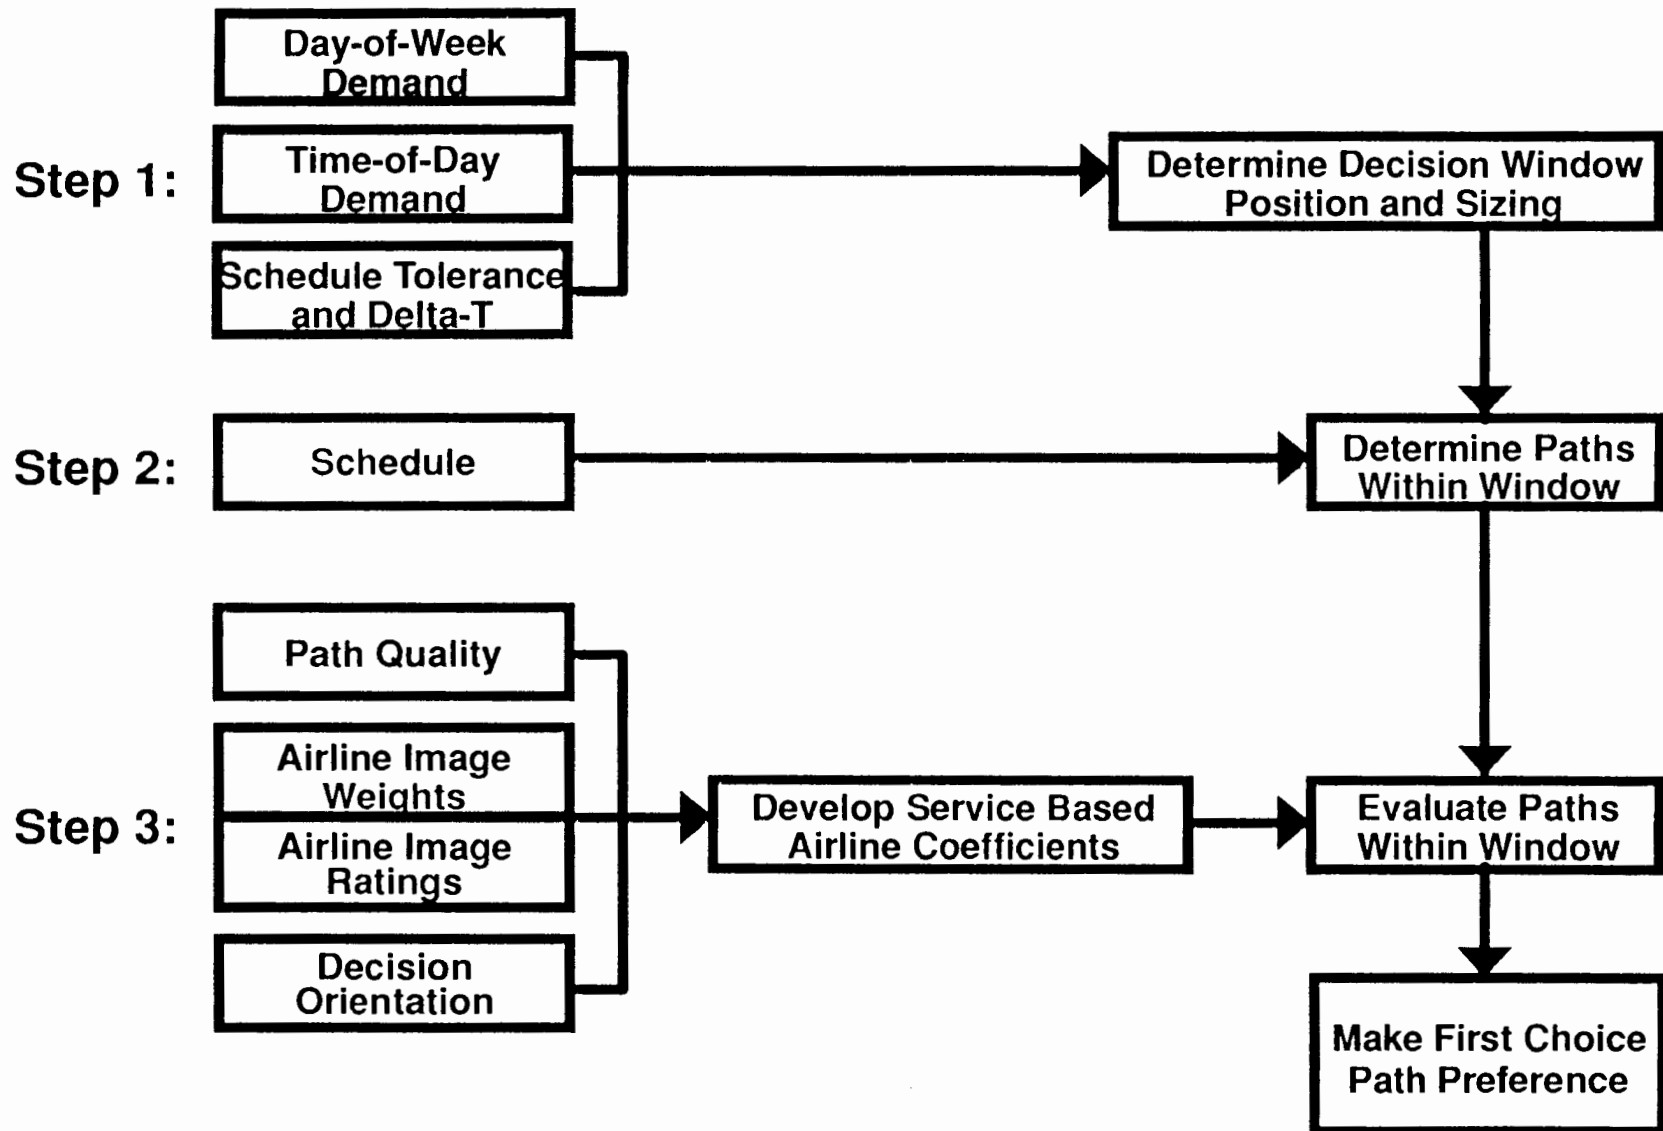 Step 1:
Day-of-Week
Demand
Time-of-Day
Demand
Schedule Tolerance
and Delta-T
Determine Decision Window
Position and Sizing
Step 2:
Schedule
Determine Paths
Within Window
Step 3:
Path Quality
Airline Image
Weights
Airline Image
Ratings
Decision
Orientation
Develop Service Based
Airline Coefficients
Evaluate Paths
Within Window
Make First Choice
Path Preference